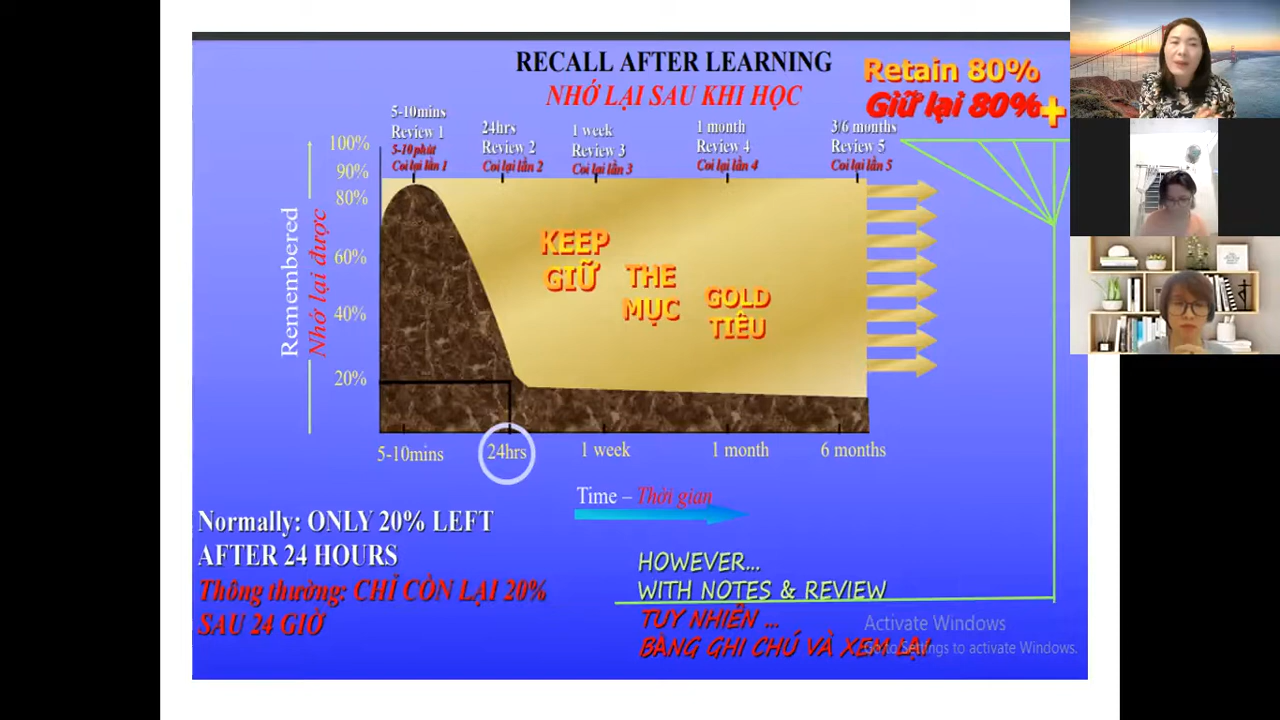 RECALL AFTER LEARNING
NHỚ LẠI SAU KHI HỌC
Retain 80%
Giữ lại 80%+
5-10mins
Review 1
5-10 phút
Coi lại lần 1
24hrs
Review 2
Coi lại lần 2
1 week
Review 3
Coi lại lần 3
1 month
Review 4
Coi lại lần 4
3/6 months
Review 5
Coi lại lần 5
100%
90%
80%
60%
40%
20%
Remembered
Nhớ lại được
KEEP
GIỮ
THE
MỤC
GOLD
TIÊU
5-10mins
24hrs
1 week
1 month
6 months
Time – Thời gian
Normally: ONLY 20% LEFT
AFTER 24 HOURS
Thông thường: CHỈ CÒN LẠI 20%
SAU 24 GIỜ
HOWEVER...
WITH NOTES & REVIEW
TUY NHIÊN ...
BẰNG GHI CHÚ VÀ XEM LẠI
Activate Windows
Go to Settings to activate Windows.